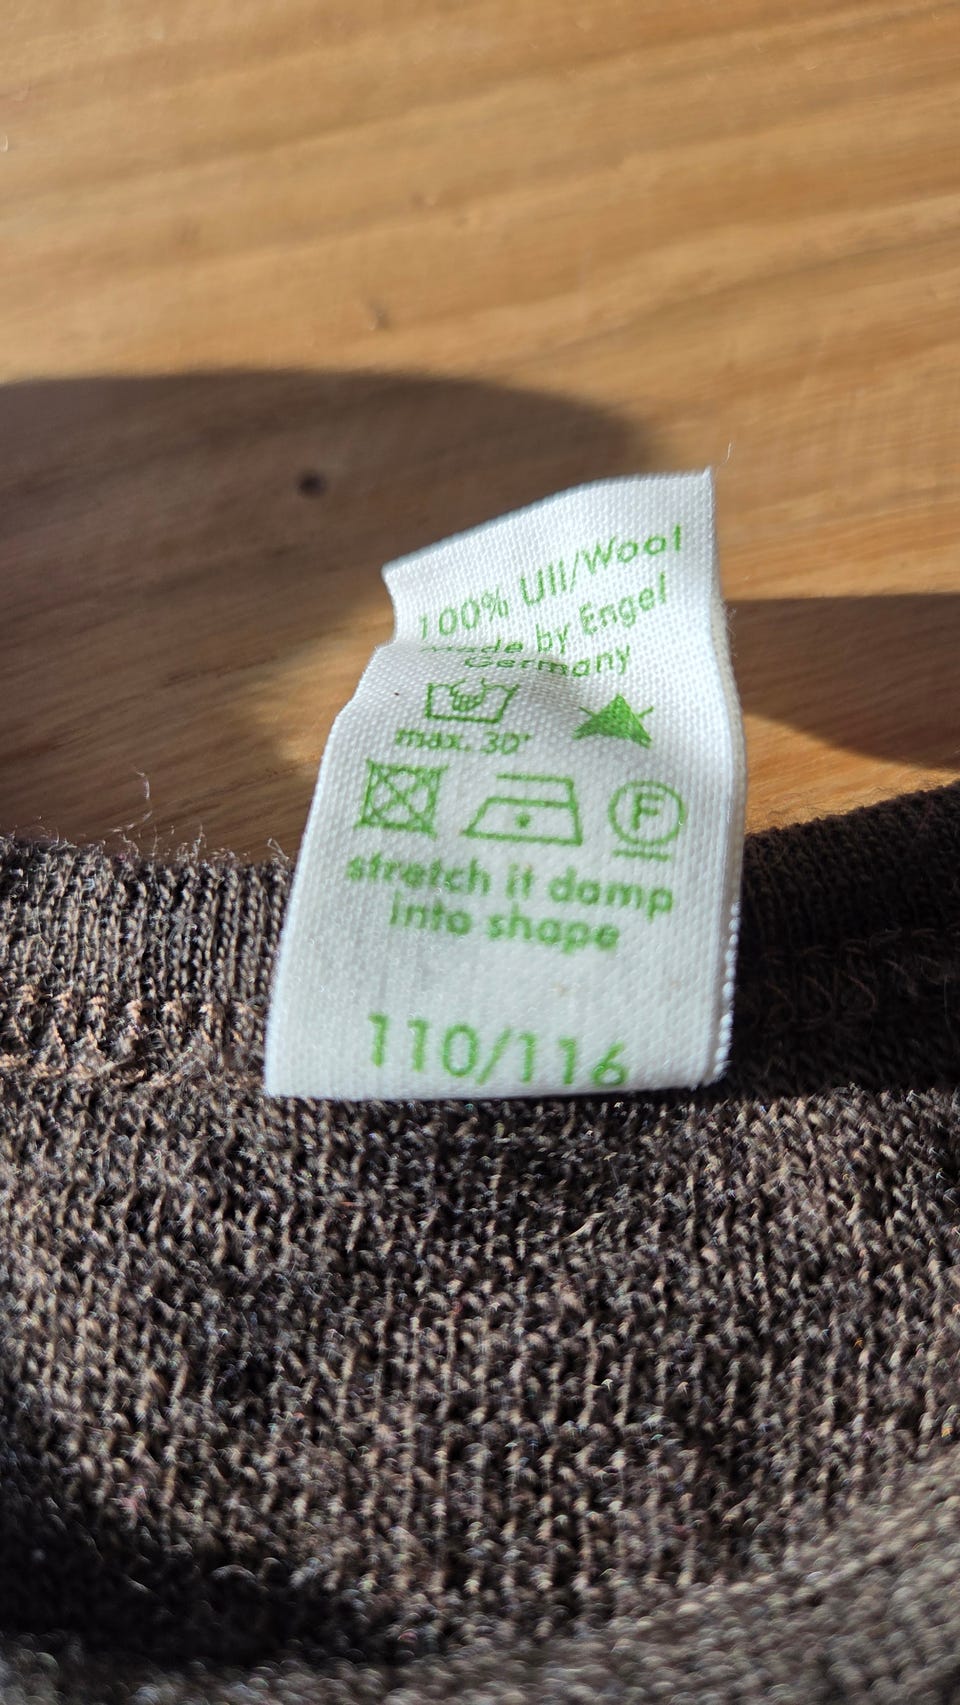 100% Ull/Wool
Made by Engel
Germany
max. 30°
F
stretch it damp
into shape
110/116